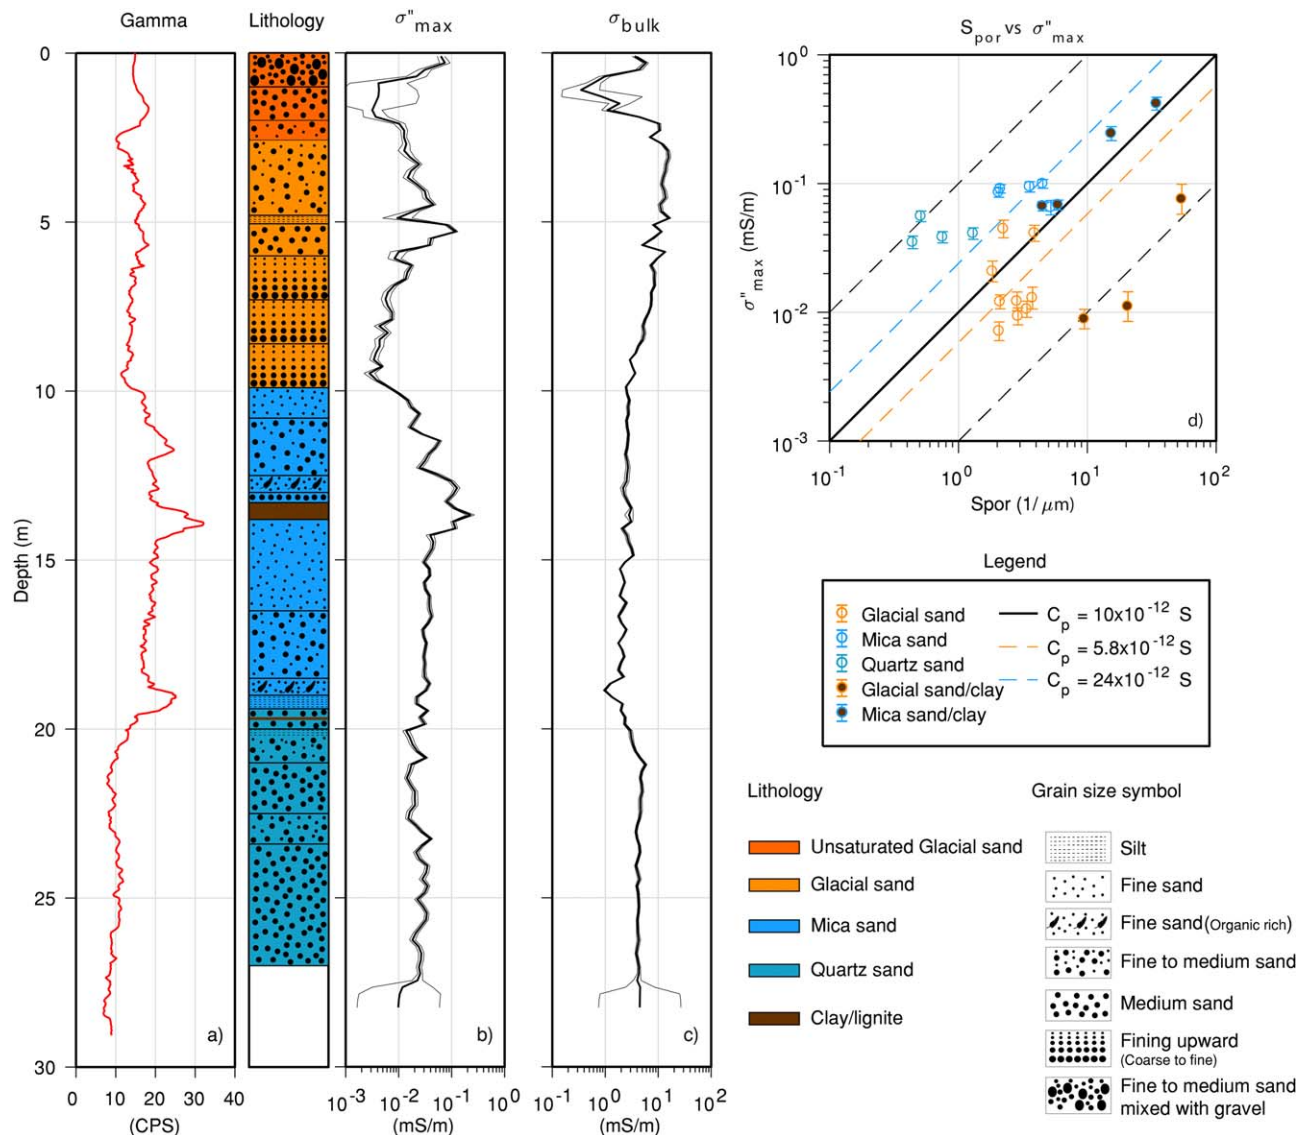 Gamma
Lithology
σ"max
σbulk
Spor vs σ"max
0
5
10
15
20
25
30
Depth (m)
a)
b)
c)
d)
0 10 20 30 40
(CPS)
10-3 10-2 10-1 100
(mS/m)
10-1 100 101 102
(mS/m)
100
10-1
10-2
10-3
σ"max (mS/m)
10-1 100 101 102
Spor (1/ μm)
Legend
Glacial sand
Mica sand
Quartz sand
Glacial sand/clay
Mica sand/clay
Cp = 10x10-12 S
Cp = 5.8x10-12 S
Cp = 24x10-12 S
Lithology
Unsaturated Glacial sand
Glacial sand
Mica sand
Quartz sand
Clay/lignite
Grain size symbol
Silt
Fine sand
Fine sand(Organic rich)
Fine to medium sand
Medium sand
Fining upward
(Coarse to fine)
Fine to medium sand
mixed with gravel